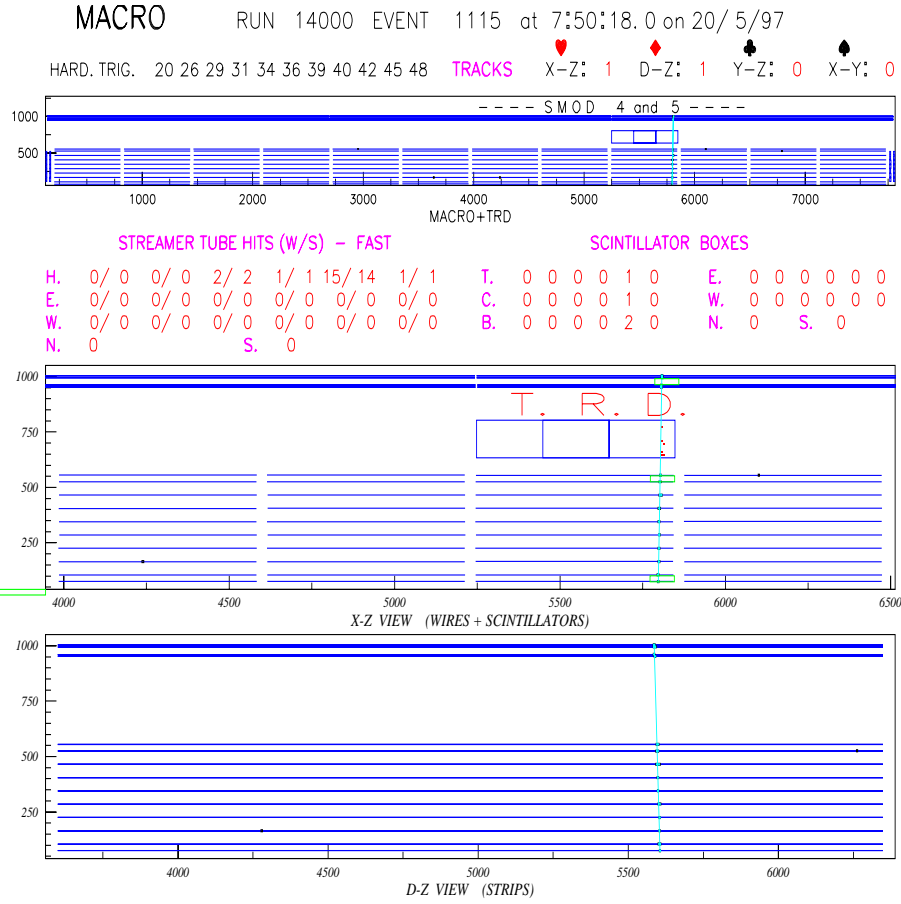 MACRO RUN 14000 EVENT 1115 at 7:50:18. 0 on 20/ 5/97
HARD. TRIG. 20 26 29 31 34 36 39 40 42 45 48 TRACKS X-Z: 1 D-Z: 1 Y-Z: 0 X-Y: 0
- - - - S M O D 4 and 5 - - - -
1000
500
1000 2000 3000 4000 5000 6000 7000
MACRO+TRD
STREAMER TUBE HITS (W/S) - FAST SCINTILLATOR BOXES
H. 0/ 0 0/ 0 2/ 2 1/ 1 15/ 14 1/ 1 T. 0 0 0 0 1 0 E. 0 0 0 0 0 0
E. 0/ 0 0/ 0 0/ 0 0/ 0 0/ 0 0/ 0 C. 0 0 0 0 1 0 W. 0 0 0 0 0 0
W. 0/ 0 0/ 0 0/ 0 0/ 0 0/ 0 0/ 0 B. 0 0 0 0 2 0 N. 0 S. 0
N. 0 S. 0
1000
T. R. D.
750
500
250
4000 4500 5000 5500 6000 6500
X-Z VIEW (WIRES + SCINTILLATORS)
1000
750
500
250
4000 4500 5000 5500 6000
D-Z VIEW (STRIPS)